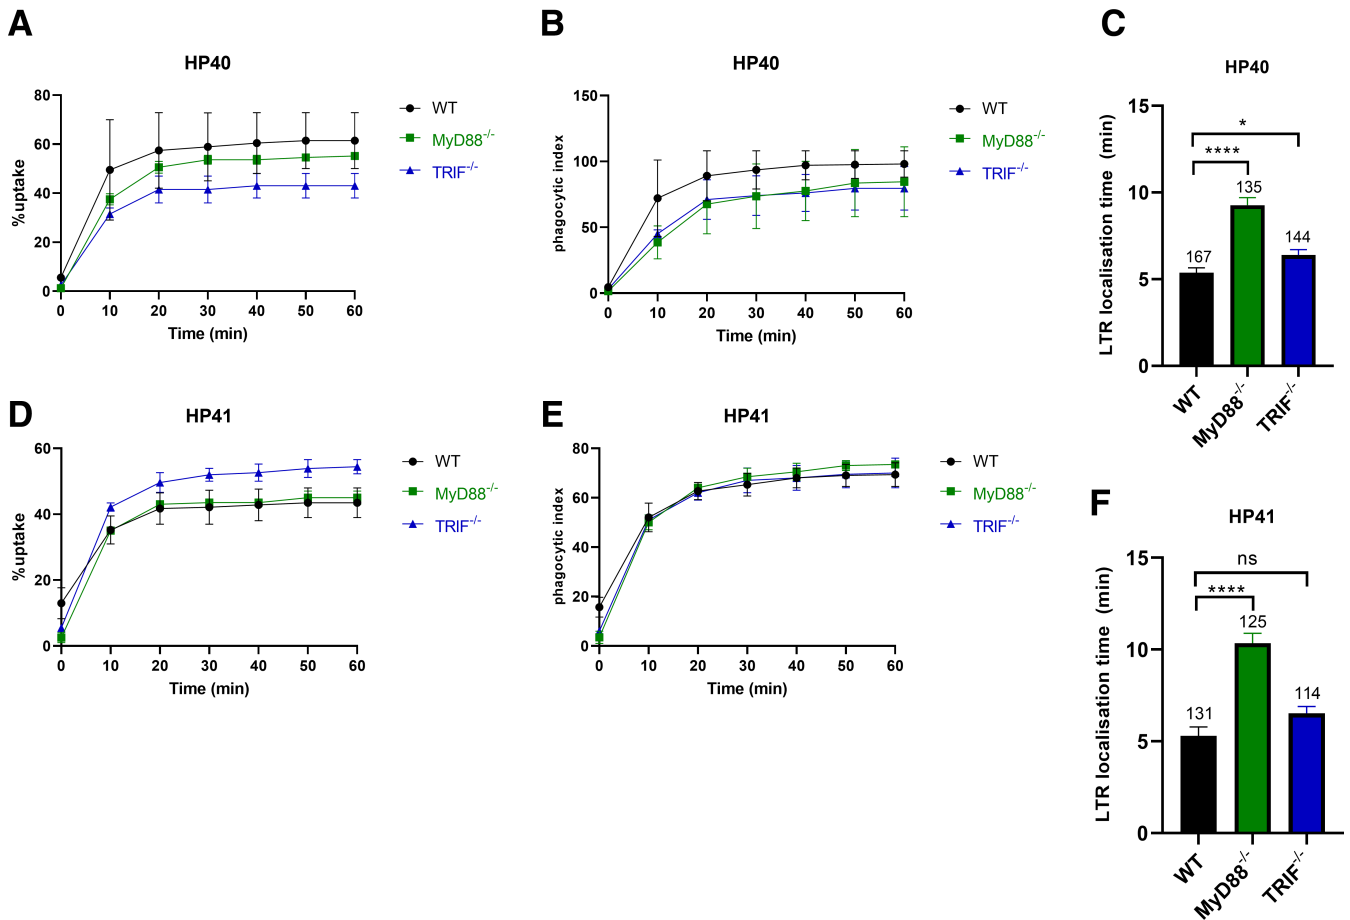 A
HP40
80
60
40
20
0
%uptake
0 10 20 30 40 50 60
Time (min)
WT
MyD88-/-
TRIF-/-
B
HP40
150
100
50
0
phagocytic index
0 10 20 30 40 50 60
Time (min)
WT
MyD88-/-
TRIF-/-
C
HP40
15
10
5
0
LTR localisation time (min)
*
****
167
135
144
WT
MyD88-/-
TRIF-/-
D
HP41
60
40
20
0
%uptake
0 10 20 30 40 50 60
Time (min)
WT
MyD88-/-
TRIF-/-
E
HP41
80
60
40
20
0
phagocytic index
0 10 20 30 40 50 60
Time (min)
WT
MyD88-/-
TRIF-/-
F
HP41
15
10
5
0
LTR localisation time (min)
ns
****
131
125
114
WT
MyD88-/-
TRIF-/-